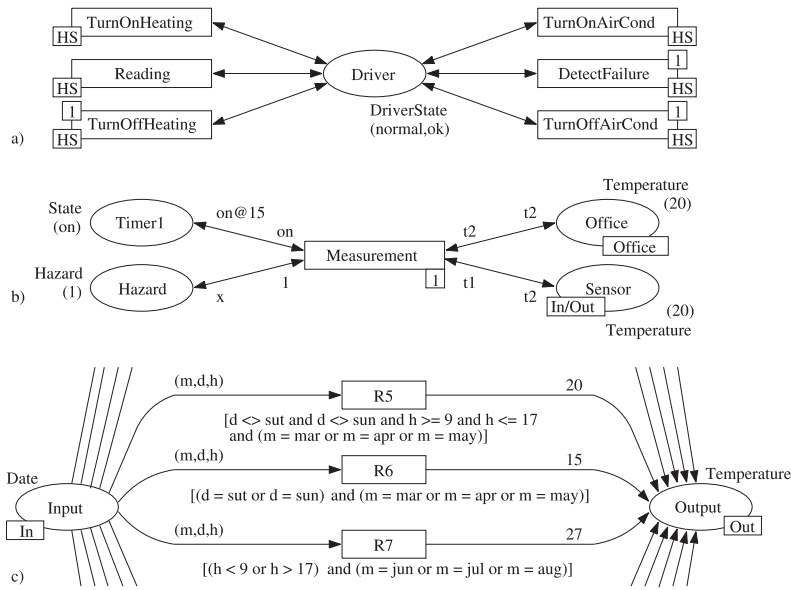 TurnOnHeating
HS
TurnOnAirCond
HS
Reading
HS
Driver
1
DetectFailure
HS
1
TurnOffHeating
HS
DriverState
(normal,ok)
1
TurnOffAirCond
HS
a)
State
(on)
Timer1
on@15
on
Measurement
1
t2
t2
Temperature
(20)
Office
Office
Hazard
(1)
Hazard
x
1
t1
t2
Sensor
In/Out
(20)
Temperature
b)
(m,d,h)
R5
20
[d <> sut and d <> sun and h >= 9 and h <= 17
and (m = mar or m = apr or m = may)]
(m,d,h)
R6
15
[(d = sut or d = sun) and (m = mar or m = apr or m = may)]
Date
Input
In
Temperature
Output
Out
(m,d,h)
R7
27
[(h < 9 or h > 17) and (m = jun or m = jul or m = aug)]
c)